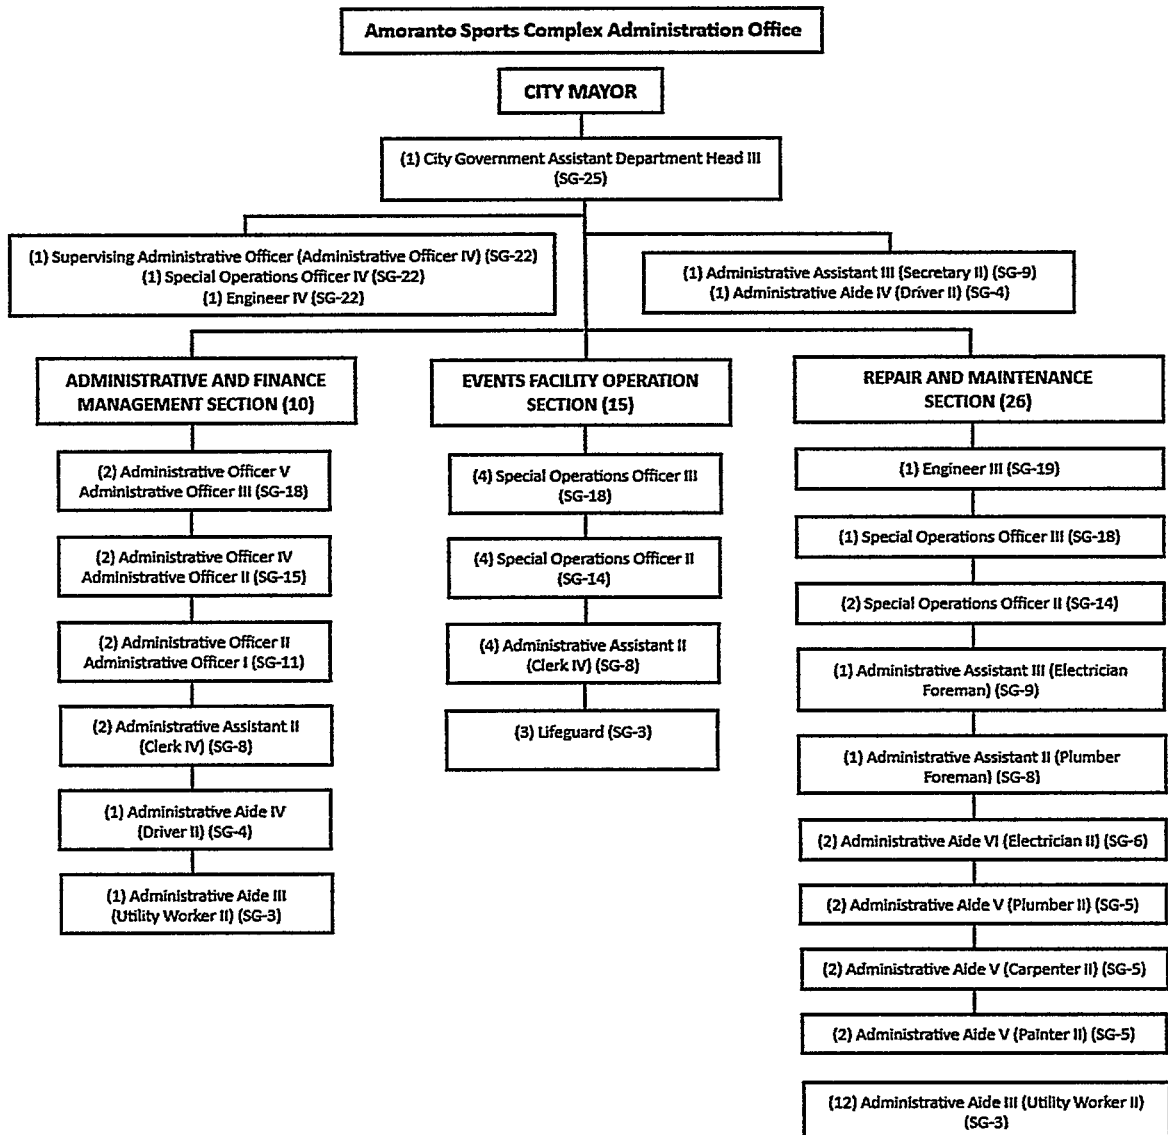 Amoranto Sports Complex Administration Office
CITY MAYOR
(1) City Government Assistant Department Head III
(SG-25)
(1) Supervising Administrative Officer (Administrative Officer IV) (SG-22)
(1) Special Operations Officer IV (SG-22)
(1) Engineer IV (SG-22)
(1) Administrative Assistant III (Secretary II) (SG-9)
(1) Administrative Aide IV (Driver II) (SG-4)
ADMINISTRATIVE AND FINANCE
MANAGEMENT SECTION (10)
(2) Administrative Officer V
Administrative Officer III (SG-18)
(2) Administrative Officer IV
Administrative Officer II (SG-15)
(2) Administrative Officer II
Administrative Officer I (SG-11)
(2) Administrative Assistant II
(Clerk IV) (SG-8)
(1) Administrative Aide IV
(Driver II) (SG-4)
(1) Administrative Aide III
(Utility Worker II) (SG-3)
EVENTS FACILITY OPERATION
SECTION (15)
(4) Special Operations Officer III
(SG-18)
(4) Special Operations Officer II
(SG-14)
(4) Administrative Assistant II
(Clerk IV) (SG-8)
(3) Lifeguard (SG-3)
REPAIR AND MAINTENANCE
SECTION (26)
(1) Engineer III (SG-19)
(1) Special Operations Officer III (SG-18)
(2) Special Operations Officer II (SG-14)
(1) Administrative Assistant III (Electrician
Foreman) (SG-9)
(1) Administrative Assistant II (Plumber
Foreman) (SG-8)
(2) Administrative Aide VI (Electrician II) (SG-6)
(2) Administrative Aide V (Plumber II) (SG-5)
(2) Administrative Aide V (Carpenter II) (SG-5)
(2) Administrative Aide V (Painter II) (SG-5)
(12) Administrative Aide III (Utility Worker II)
(SG-3)